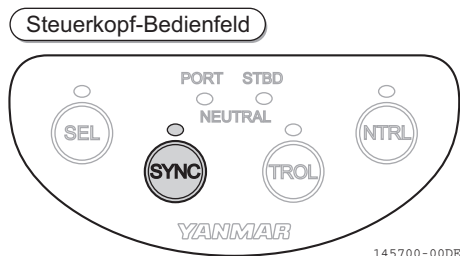 Steuerkopf-Bedienfeld
PORT STBD
NEUTRAL
SEL
NTRL
SYNC
TROL
YANMAR
145700-00DE